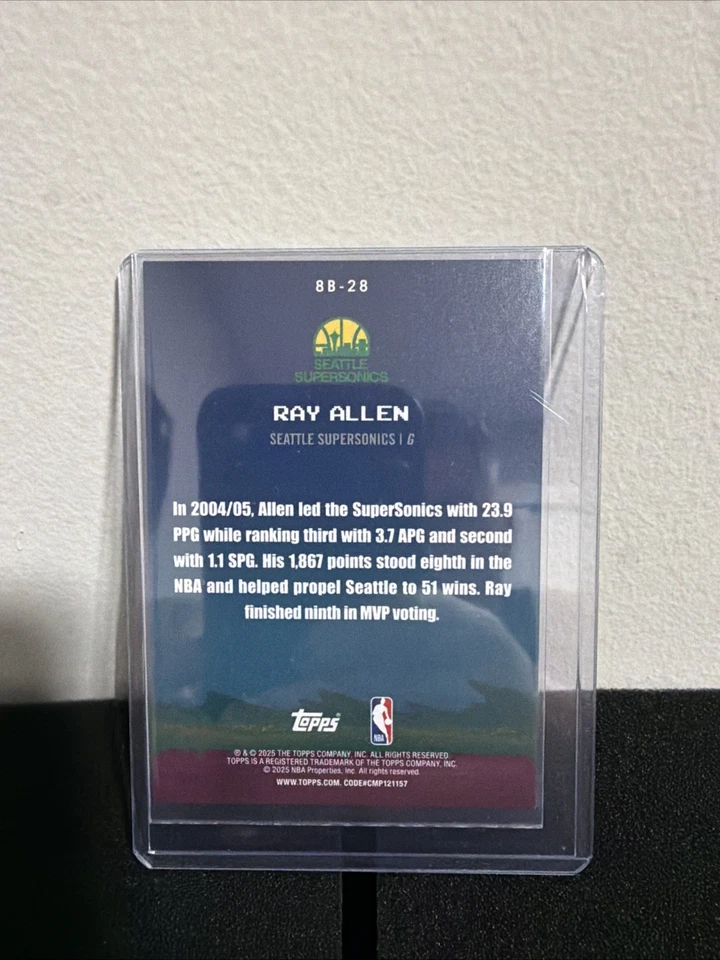 8B-28
SEATTLE
SUPERSONICS
RAY ALLEN
SEATTLE SUPERSONICS | G
In 2004/05, Allen led the SuperSonics with 23.9
PPG while ranking third with 3.7 APG and second
with 1.1 SPG. His 1,867 points stood eighth in the
NBA and helped propel Seattle to 51 wins. Ray
finished ninth in MVP voting.
Topps
NBA
® & © 2025 THE TOPPS COMPANY, INC. ALL RIGHTS RESERVED
TOPPS IS A REGISTERED TRADEMARK OF THE TOPPS COMPANY, INC.
© 2025 NBA Properties, Inc. All rights reserved.
WWW.TOPPS.COM. CODE#CMP121157